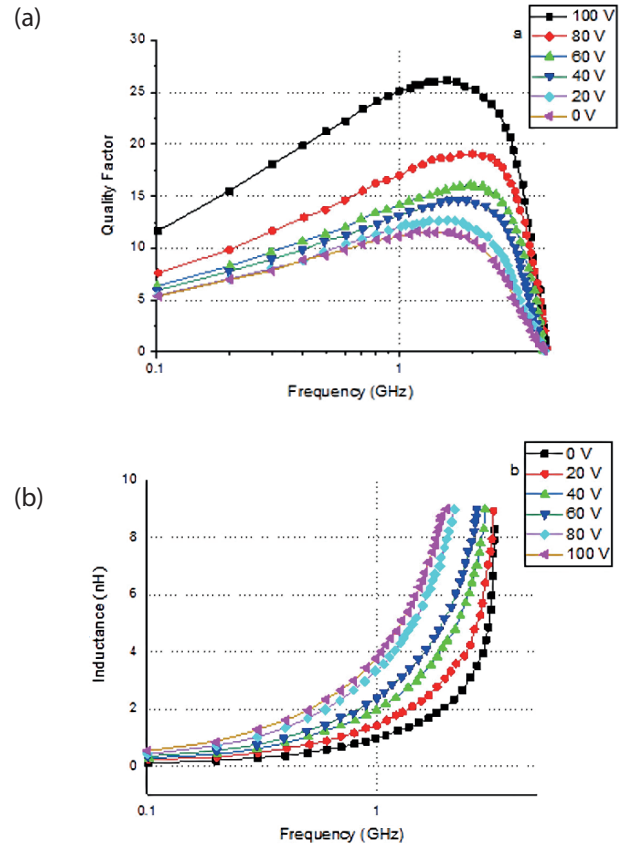 (a)
a
100 V
80 V
60 V
40 V
20 V
0 V
30
25
20
15
10
5
0
Quality Factor
0.1
1
Frequency (GHz)
(b)
b
0 V
20 V
40 V
60 V
80 V
100 V
10
8
6
4
2
0
Inductance (nH)
0.1
1
Frequency (GHz)